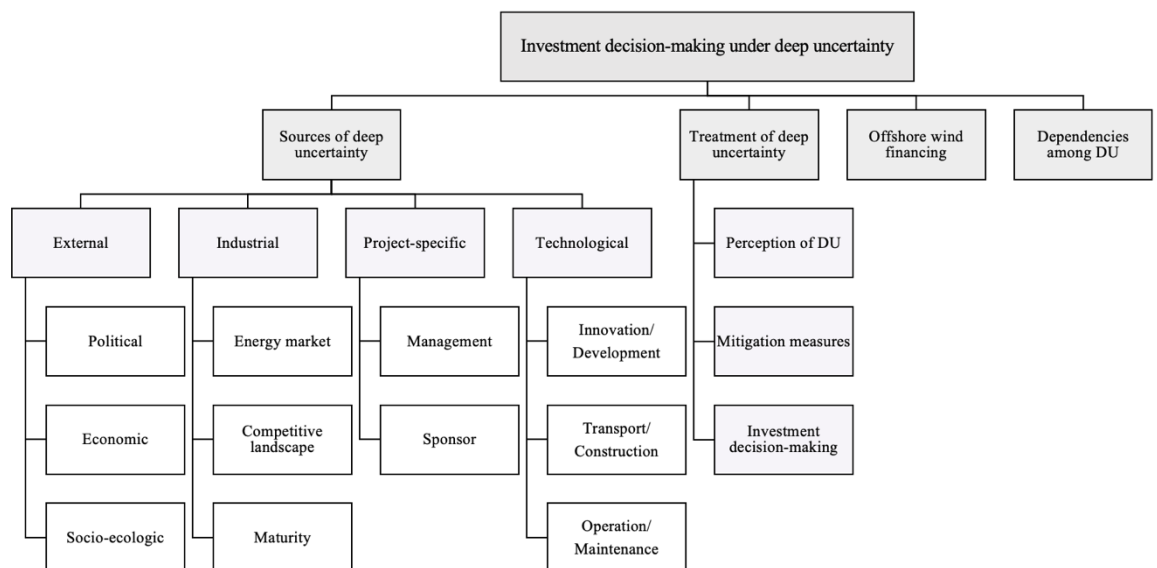 Investment decision-making under deep uncertainty
Sources of deep
uncertainty
Treatment of deep
uncertainty
Offshore wind
financing
Dependencies
among DU
External
Industrial
Project-specific
Technological
Perception of DU
Political
Energy market
Management
Innovation/
Development
Mitigation measures
Economic
Competitive
landscape
Sponsor
Transport/
Construction
Investment
decision-making
Socio-ecologic
Maturity
Operation/
Maintenance